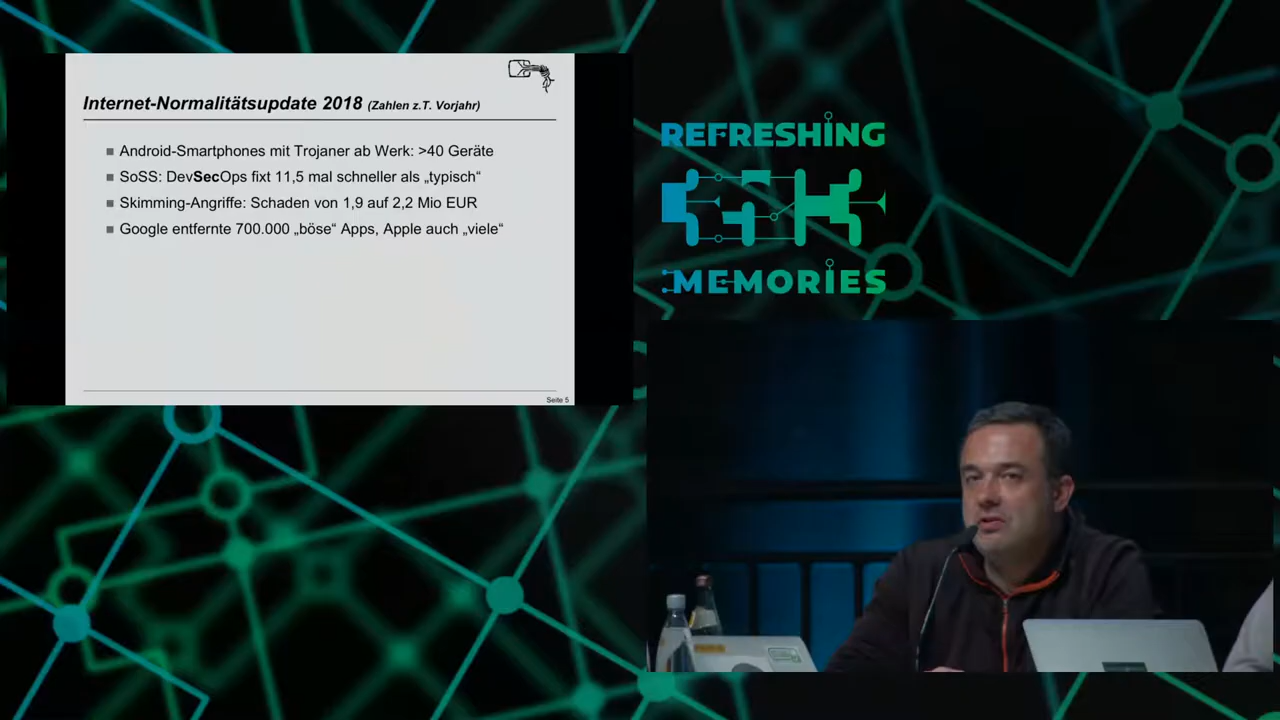 Internet-Normalitätsupdate 2018 (Zahlen z.T. Vorjahr)
Android-Smartphones mit Trojaner ab Werk: >40 Geräte
SoSS: DevSecOps fixt 11,5 mal schneller als „typisch“
Skimming-Angriffe: Schaden von 1,9 auf 2,2 Mio EUR
Google entfernte 700.000 „böse“ Apps, Apple auch „viele“
Seite 5
REFRESHING
MEMORIES